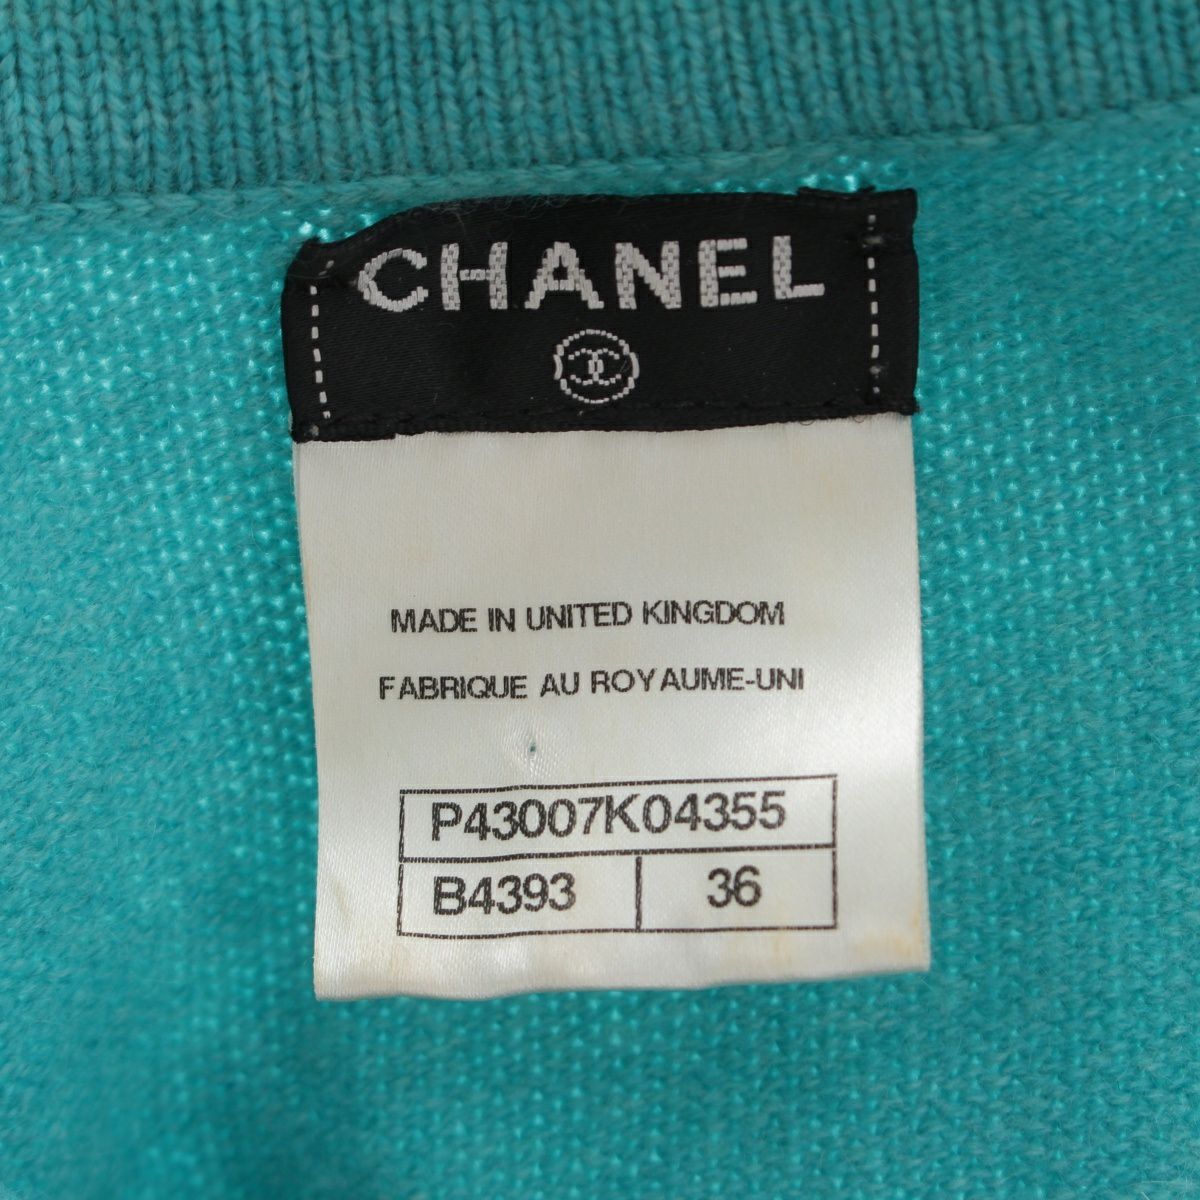 CHANEL
MADE IN UNITED KINGDOM
FABRIQUE AU ROYAUME-UNI
P43007K04355
B4393 36